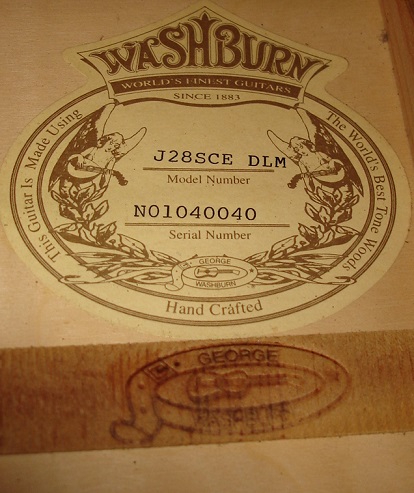 WASHBURN
WORLD'S FINEST GUITARS
SINCE 1883
This Guitar Is Made Using
The World's Best Tone Woods
J28SCE DLM
Model Number
N01040040
Serial Number
GEORGE
WASHBURN
Hand Crafted
GEORGE